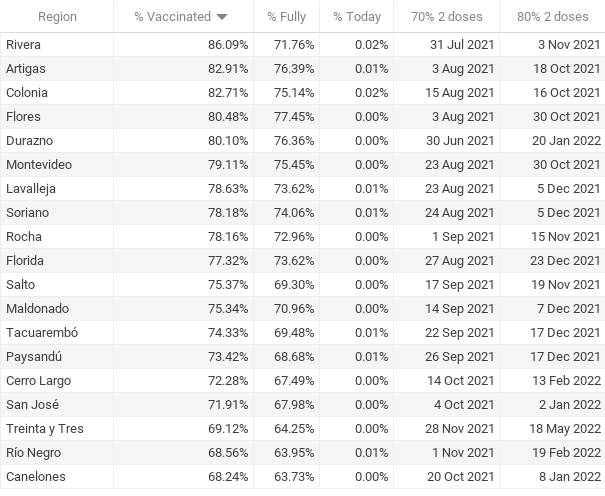 Region % Vaccinated % Fully % Today 70% 2 doses 80% 2 doses
Rivera 86.09% 71.76% 0.02% 31 Jul 2021 3 Nov 2021
Artigas 82.91% 76.39% 0.01% 3 Aug 2021 18 Oct 2021
Colonia 82.71% 75.14% 0.02% 15 Aug 2021 16 Oct 2021
Flores 80.48% 77.45% 0.00% 3 Aug 2021 30 Oct 2021
Durazno 80.10% 76.36% 0.00% 30 Jun 2021 20 Jan 2022
Montevideo 79.11% 75.45% 0.00% 23 Aug 2021 30 Oct 2021
Lavalleja 78.63% 73.62% 0.01% 23 Aug 2021 5 Dec 2021
Soriano 78.18% 74.06% 0.01% 24 Aug 2021 5 Dec 2021
Rocha 78.16% 72.96% 0.00% 1 Sep 2021 15 Nov 2021
Florida 77.32% 73.62% 0.00% 27 Aug 2021 23 Dec 2021
Salto 75.37% 69.30% 0.00% 17 Sep 2021 19 Nov 2021
Maldonado 75.34% 70.96% 0.00% 14 Sep 2021 7 Dec 2021
Tacuarembó 74.33% 69.48% 0.01% 22 Sep 2021 17 Dec 2021
Paysandú 73.42% 68.68% 0.01% 26 Sep 2021 17 Dec 2021
Cerro Largo 72.28% 67.49% 0.00% 14 Oct 2021 13 Feb 2022
San José 71.91% 67.98% 0.00% 4 Oct 2021 2 Jan 2022
Treinta y Tres 69.12% 64.25% 0.00% 28 Nov 2021 18 May 2022
Río Negro 68.56% 63.95% 0.01% 1 Nov 2021 19 Feb 2022
Canelones 68.24% 63.73% 0.00% 20 Oct 2021 8 Jan 2022